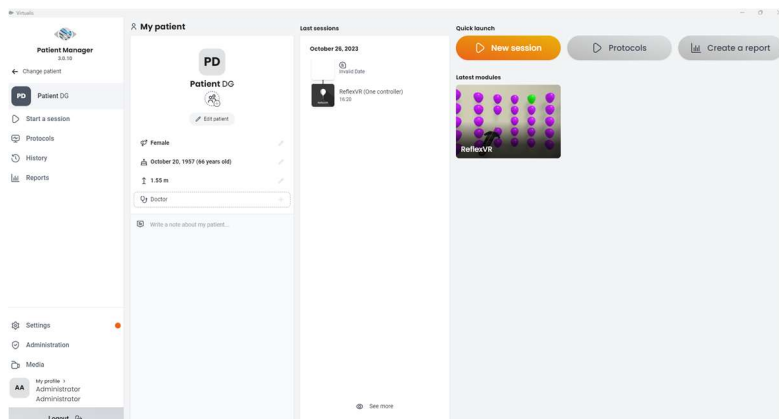 Virtualis
Patient Manager
3.0.10
Change patient
PD Patient DG
Start a session
Protocols
History
Reports
Settings
Administration
Media
AA
My profile >
Administrator
Administrator
Logout
My patient
PD
Patient DG
Edit patient
Female
October 20, 1957 (66 years old)
1.55 m
Doctor
Write a note about my patient...
Last sessions
October 26, 2023
Invalid Date
ReflexVR (One controller)
16:20
See more
Quick launch
New session
Protocols
Create a report
Latest modules
ReflexVR